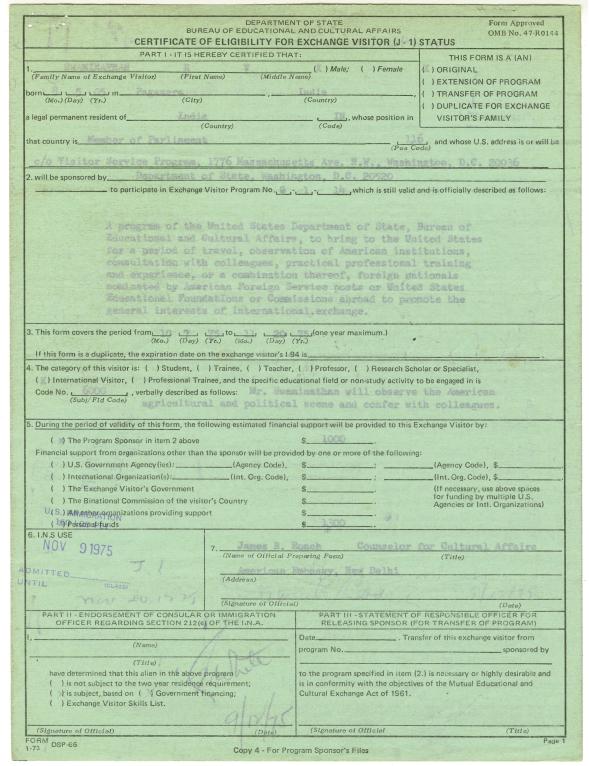 DEPARTMENT OF STATE
BUREAU OF EDUCATIONAL AND CULTURAL AFFAIRS
CERTIFICATE OF ELIGIBILITY FOR EXCHANGE VISITOR (J - 1) STATUS
Form Approved
OMB No. 47-R0144
PART I - IT IS HEREBY CERTIFIED THAT:
1. SWAMINATHAN R V ( ) Male; ( ) Female
(Family Name of Exchange Visitor) (First Name) (Middle Name)
born 5 in India
(Mo.) (Day) (Yr.) (City) (Country)
a legal permanent resident of India IN, whose position in
(Country) (Code)
that country is Member of Parliament 116 and whose U.S. address is or will be
(Pos Code)
THIS FORM IS A (AN)
( ) ORIGINAL
( ) EXTENSION OF PROGRAM
( ) TRANSFER OF PROGRAM
( ) DUPLICATE FOR EXCHANGE
VISITOR'S FAMILY
c/o Visitor Service Program, 1776 Massachusetts Ave. N.W., Washington, D.C. 20036
2. will be sponsored by Department of State, Washington, D.C. 20520
to participate in Exchange Visitor Program No. - 1 - , which is still valid and is officially described as follows:
A program of the United States Department of State, Bureau of
Educational and Cultural Affairs, to bring to the United States
for a period of travel, observation of American institutions,
consultation with colleagues, practical professional training
and experience, or a combination thereof, foreign nationals
nominated by American Foreign Service posts or United States
Educational Foundations or Commissions abroad to promote the
general interests of international exchange.
3. This form covers the period from 10 7 75 to 11 20 75 (one year maximum.)
(Mo.) (Day) (Yr.) (Mo.) (Day) (Yr.)
If this form is a duplicate, the expiration date on the exchange visitor's I-94 is
4. The category of this visitor is: ( ) Student, ( ) Trainee, ( ) Teacher, ( ) Professor, ( ) Research Scholar or Specialist,
( ) International Visitor, ( ) Professional Trainee, and the specific educational field or non-study activity to be engaged in is
Code No. , verbally described as follows: Mr. Swaminathan will observe the American
(Subj/Fld Code) agricultural and political scene and confer with colleagues.
5. During the period of validity of this form, the following estimated financial support will be provided to this Exchange Visitor by:
( ) The Program Sponsor in item 2 above $ 1000
Financial support from organizations other than the sponsor will be provided by one or more of the following:
( ) U.S. Government Agency(ies): (Agency Code), $ ; (Agency Code), $
( ) International Organization(s): (Int. Org. Code), $ ; (Int. Org. Code), $
( ) The Exchange Visitor's Government $
( ) The Binational Commission of the visitor's Country $
( ) All other organizations providing support $
( ) Personal funds $ 1300
(If necessary, use above spaces
for funding by multiple U.S.
Agencies or Intl. Organizations)
U.S. IMMIGRATION
6. I.N.S USE
NOV 9 1975
ADMITTED J 1
UNTIL (CLASS)
Nov 20, 1975
7. James B. Roach Counselor for Cultural Affairs
(Name of Official Preparing Form) (Title)
American Embassy, New Delhi
(Address)
(Signature of Official) (Date)
PART II - ENDORSEMENT OF CONSULAR OR IMMIGRATION
OFFICER REGARDING SECTION 212(e) OF THE I.N.A.
I,
(Name)
(Title)
have determined that this alien in the above program
( ) is not subject to the two year residence requirement;
( ) is subject, based on ( ) Government financing;
( ) Exchange Visitor Skills List.
(Signature of Official) (Date)
PART III - STATEMENT OF RESPONSIBLE OFFICER FOR
RELEASING SPONSOR (FOR TRANSFER OF PROGRAM)
Date . Transfer of this exchange visitor from
program No. sponsored by
to the program specified in item (2.) is necessary or highly desirable and
is in conformity with the objectives of the Mutual Educational and
Cultural Exchange Act of 1961.
(Signature of Official) (Title)
FORM DSP-66
1-73
Copy 4 - For Program Sponsor's Files
Page 1